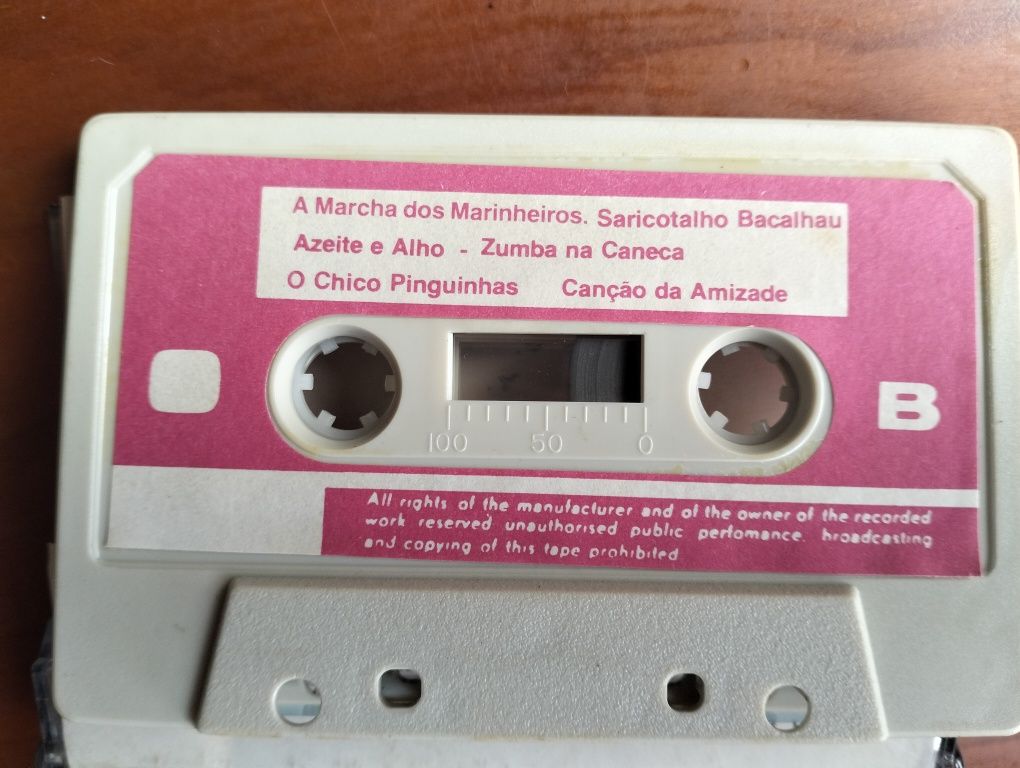 A Marcha dos Marinheiros. Saricotalho Bacalhau
Azeite e Alho - Zumba na Caneca
O Chico Pinguinhas Canção da Amizade
B
100 50 0
All rights of the manufacturer and of the owner of the recorded
work reserved unauthorised public perfomance. broadcasting
and copying of this tape prohibited